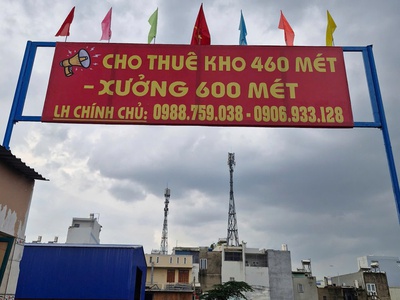 CHO THUÊ KHO 460 MÉT
- XƯỞNG 600 MÉT
LH CHÍNH CHỦ: 0988.759.038 - 0906.933.128